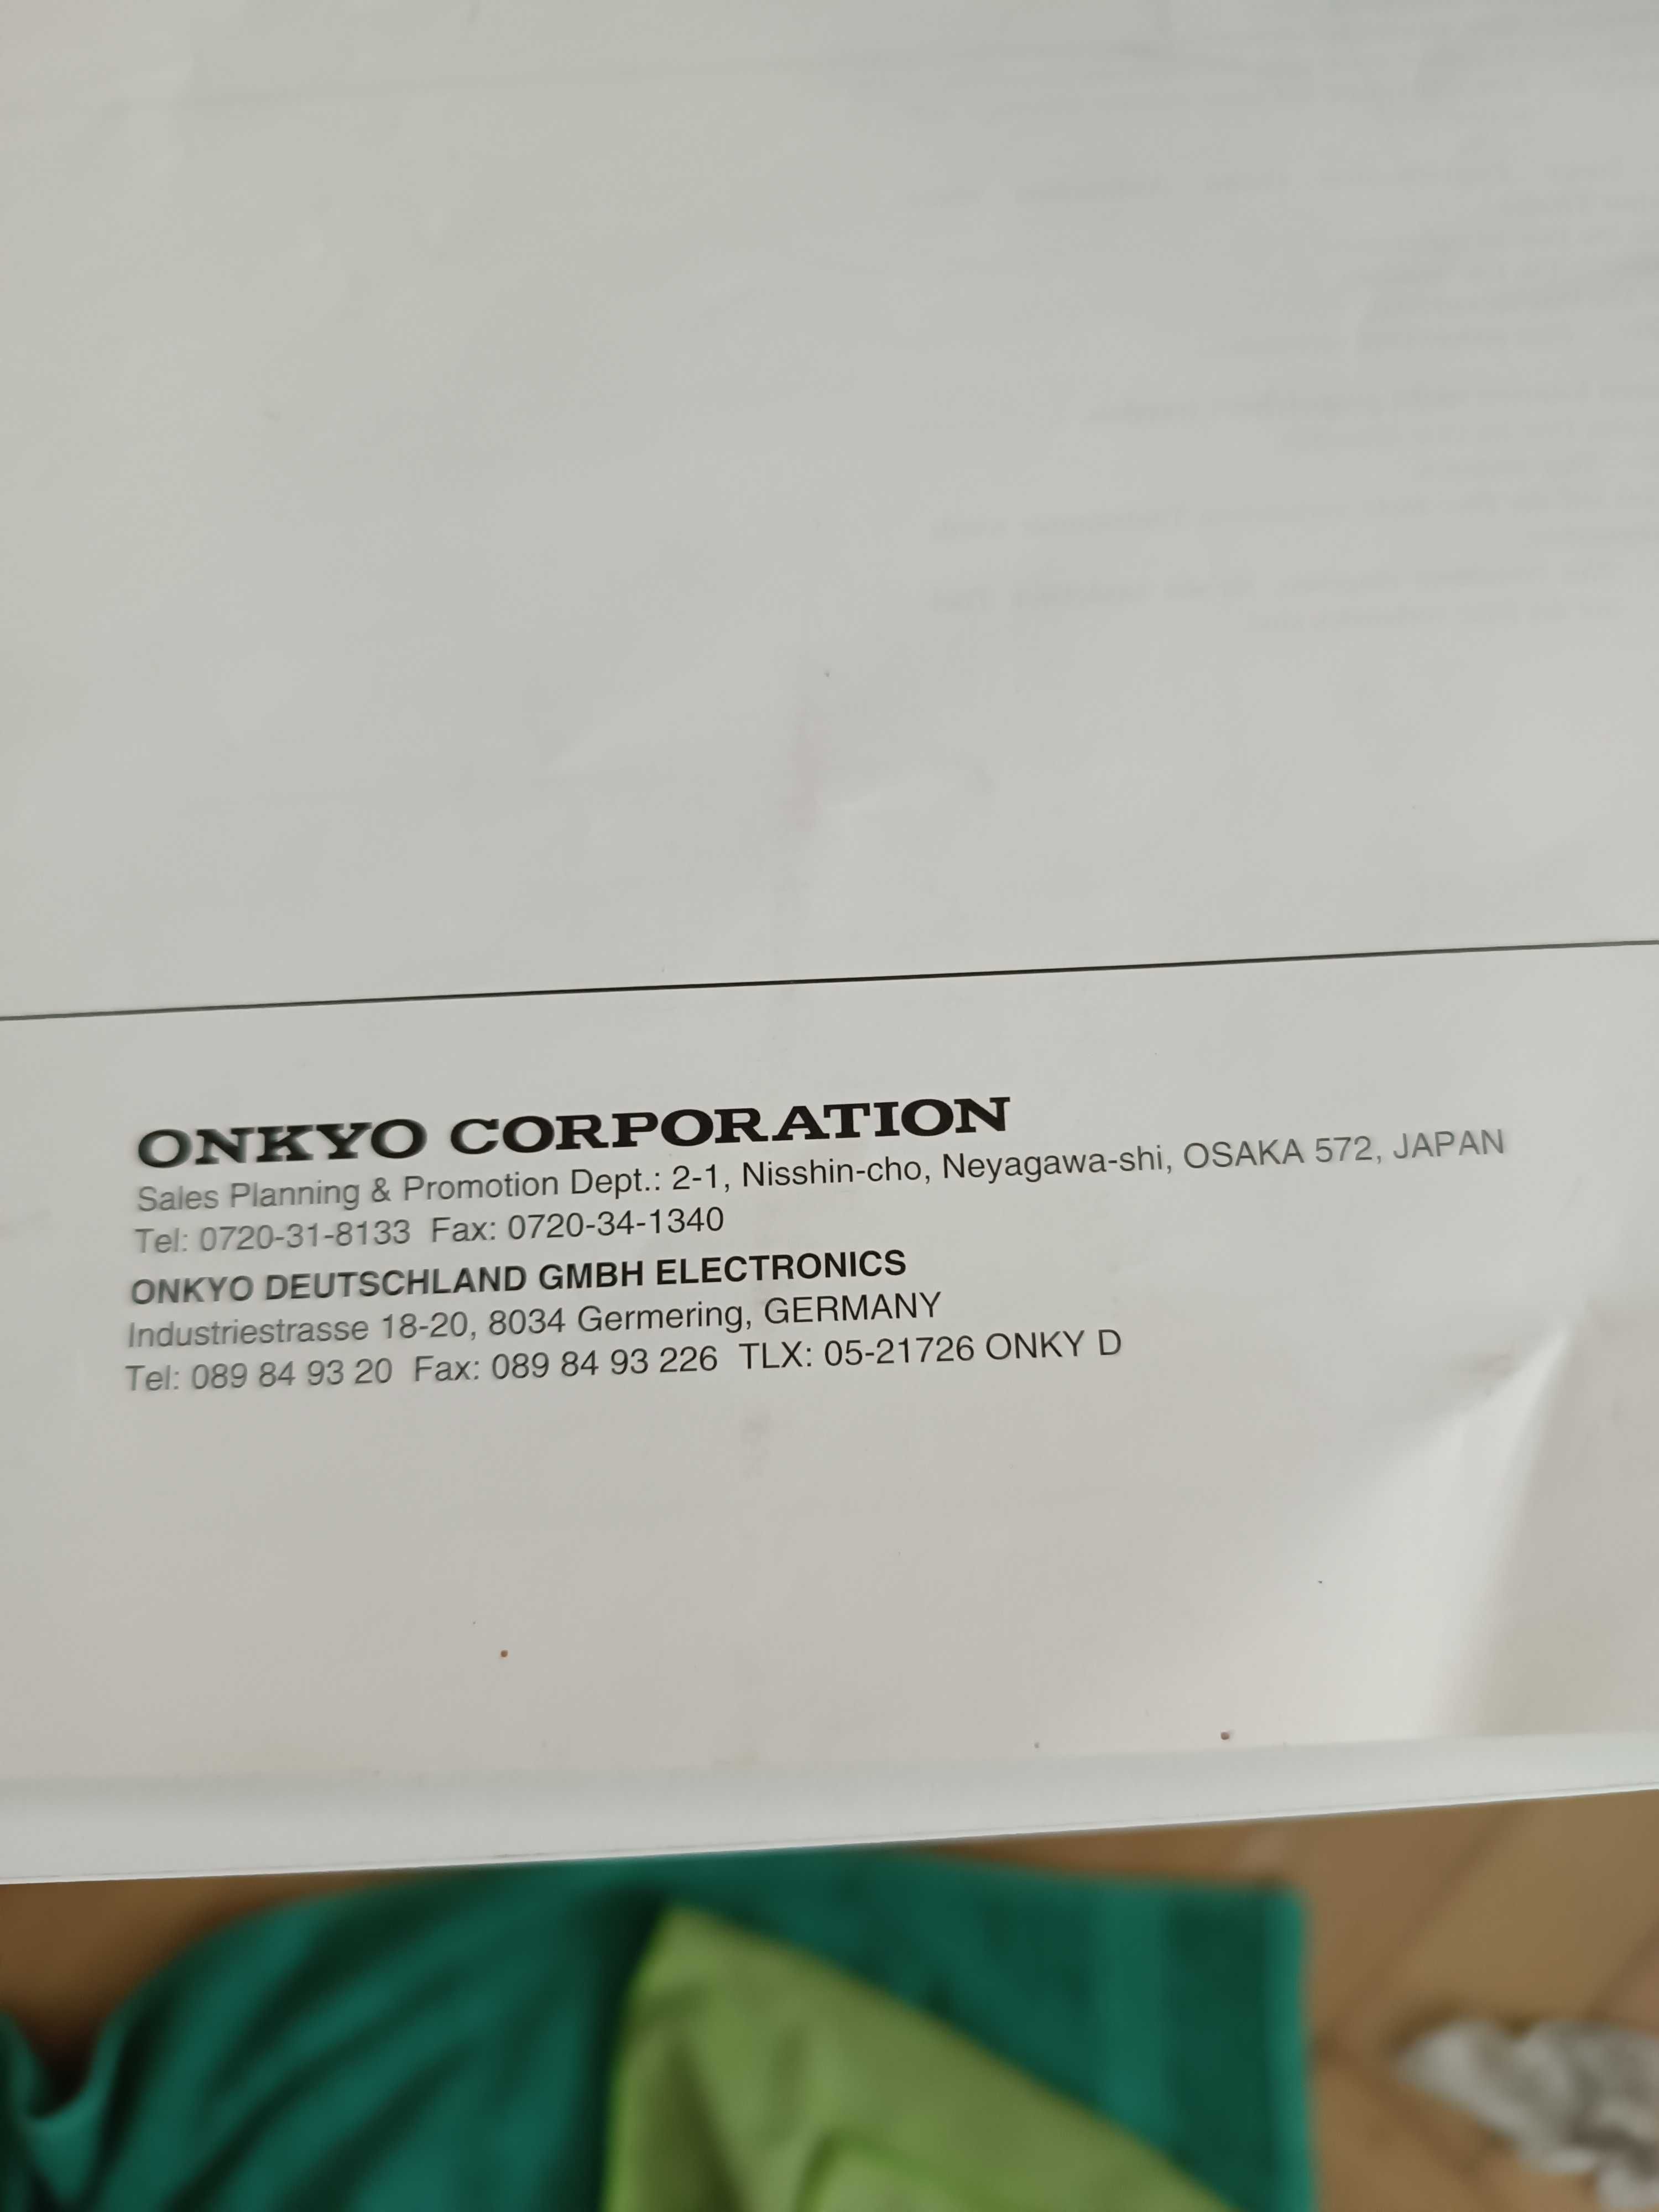 ONKYO CORPORATION
Sales Planning & Promotion Dept.: 2-1, Nisshin-cho, Neyagawa-shi, OSAKA 572, JAPAN
Tel: 0720-31-8133 Fax: 0720-34-1340
ONKYO DEUTSCHLAND GMBH ELECTRONICS
Industriestrasse 18-20, 8034 Germering, GERMANY
Tel: 089 84 93 20 Fax: 089 84 93 226 TLX: 05-21726 ONKY D